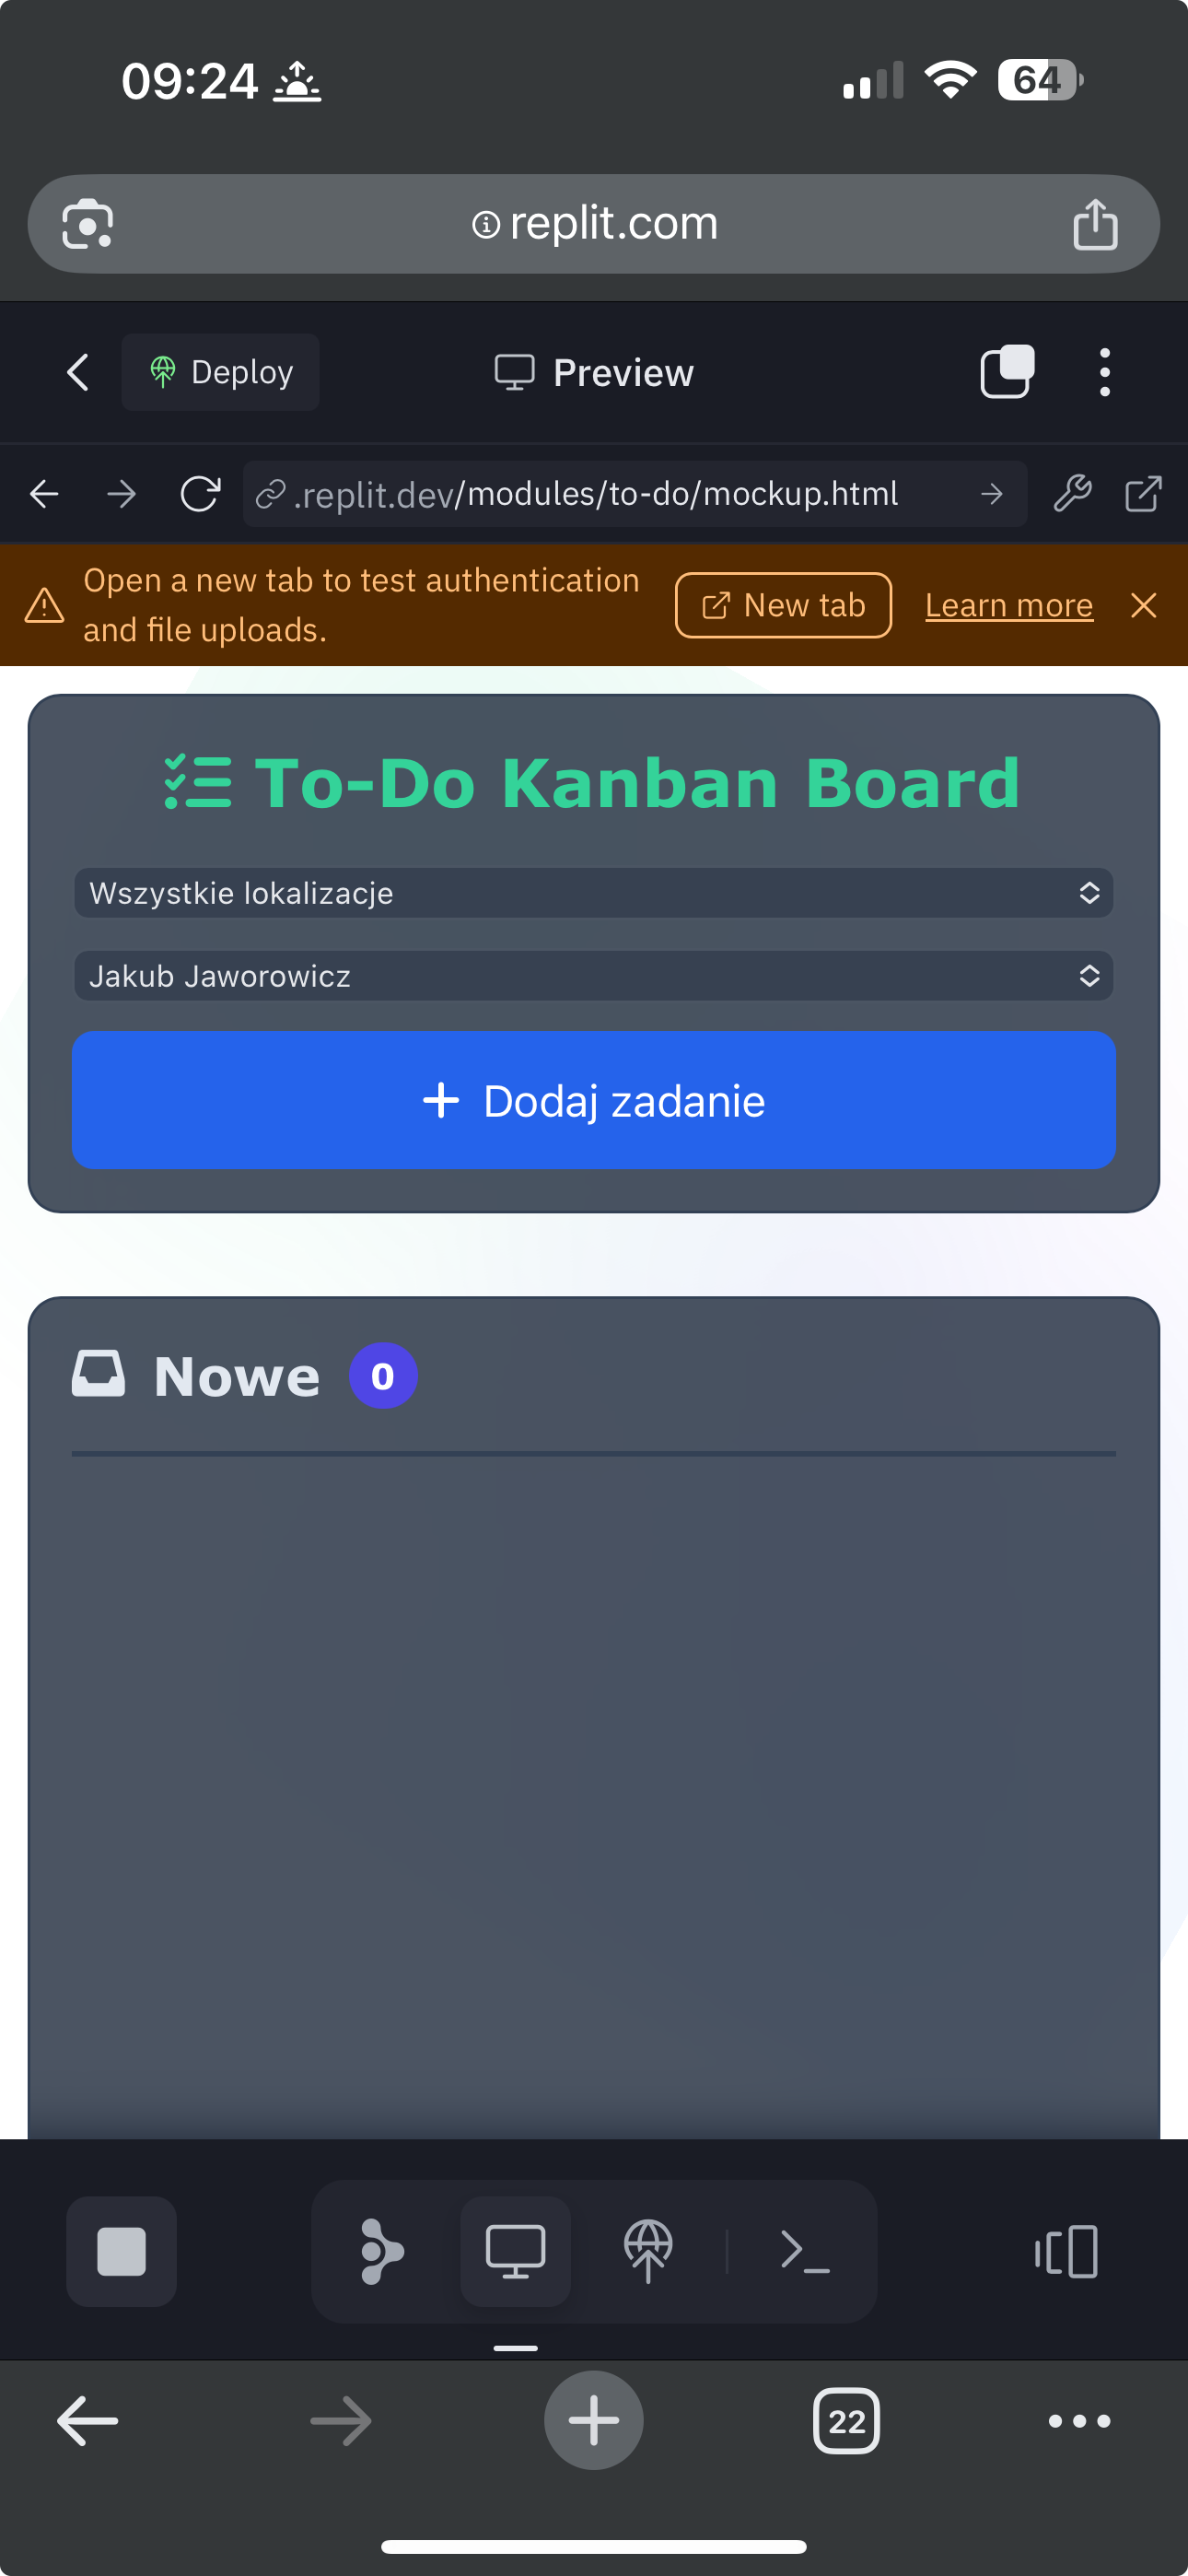 09:24
64
replit.com
Deploy
Preview
.replit.dev/modules/to-do/mockup.html
Open a new tab to test authentication
and file uploads.
New tab
Learn more
To-Do Kanban Board
Wszystkie lokalizacje
Jakub Jaworowicz
+ Dodaj zadanie
Nowe 0
22